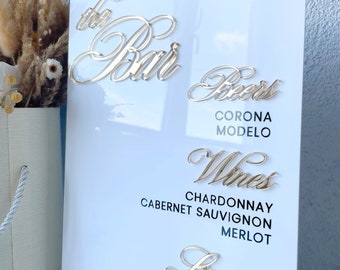 the
Bar
Beers
CORONA
MODELO
Wines
CHARDONNAY
CABERNET SAUVIGNON
MERLOT